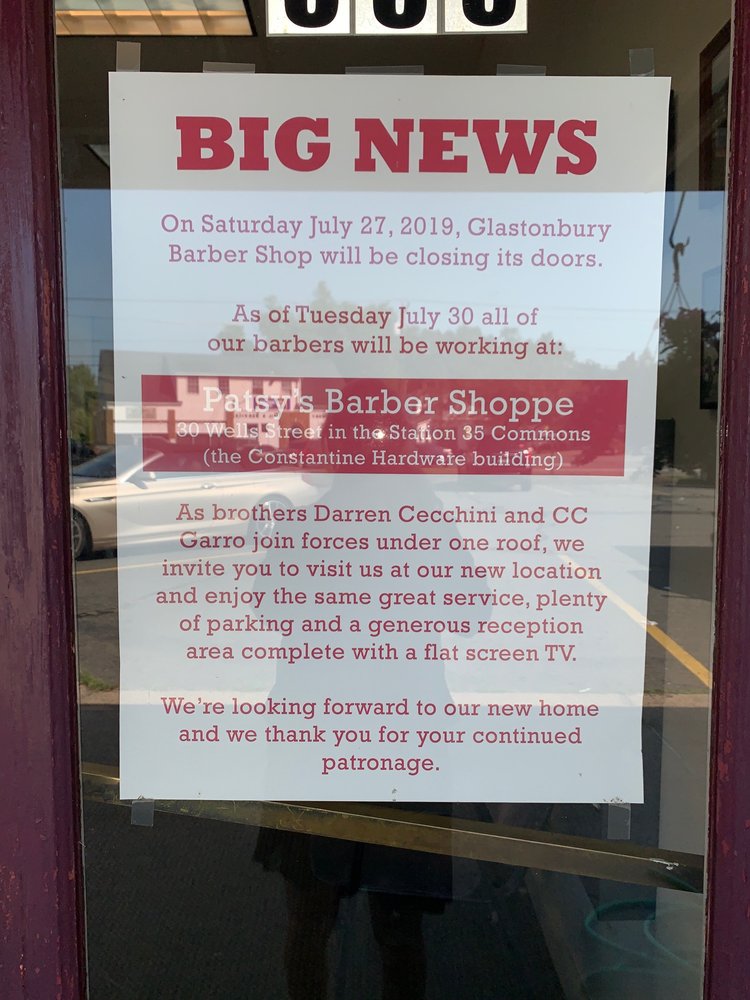 BIG NEWS
On Saturday July 27, 2019, Glastonbury
Barber Shop will be closing its doors.
As of Tuesday July 30 all of
our barbers will be working at:
Patsy's Barber Shoppe
30 Wells Street in the Station 35 Commons
(the Constantine Hardware building)
As brothers Darren Cecchini and CC
Garro join forces under one roof, we
invite you to visit us at our new location
and enjoy the same great service, plenty
of parking and a generous reception
area complete with a flat screen TV.
We're looking forward to our new home
and we thank you for your continued
patronage.